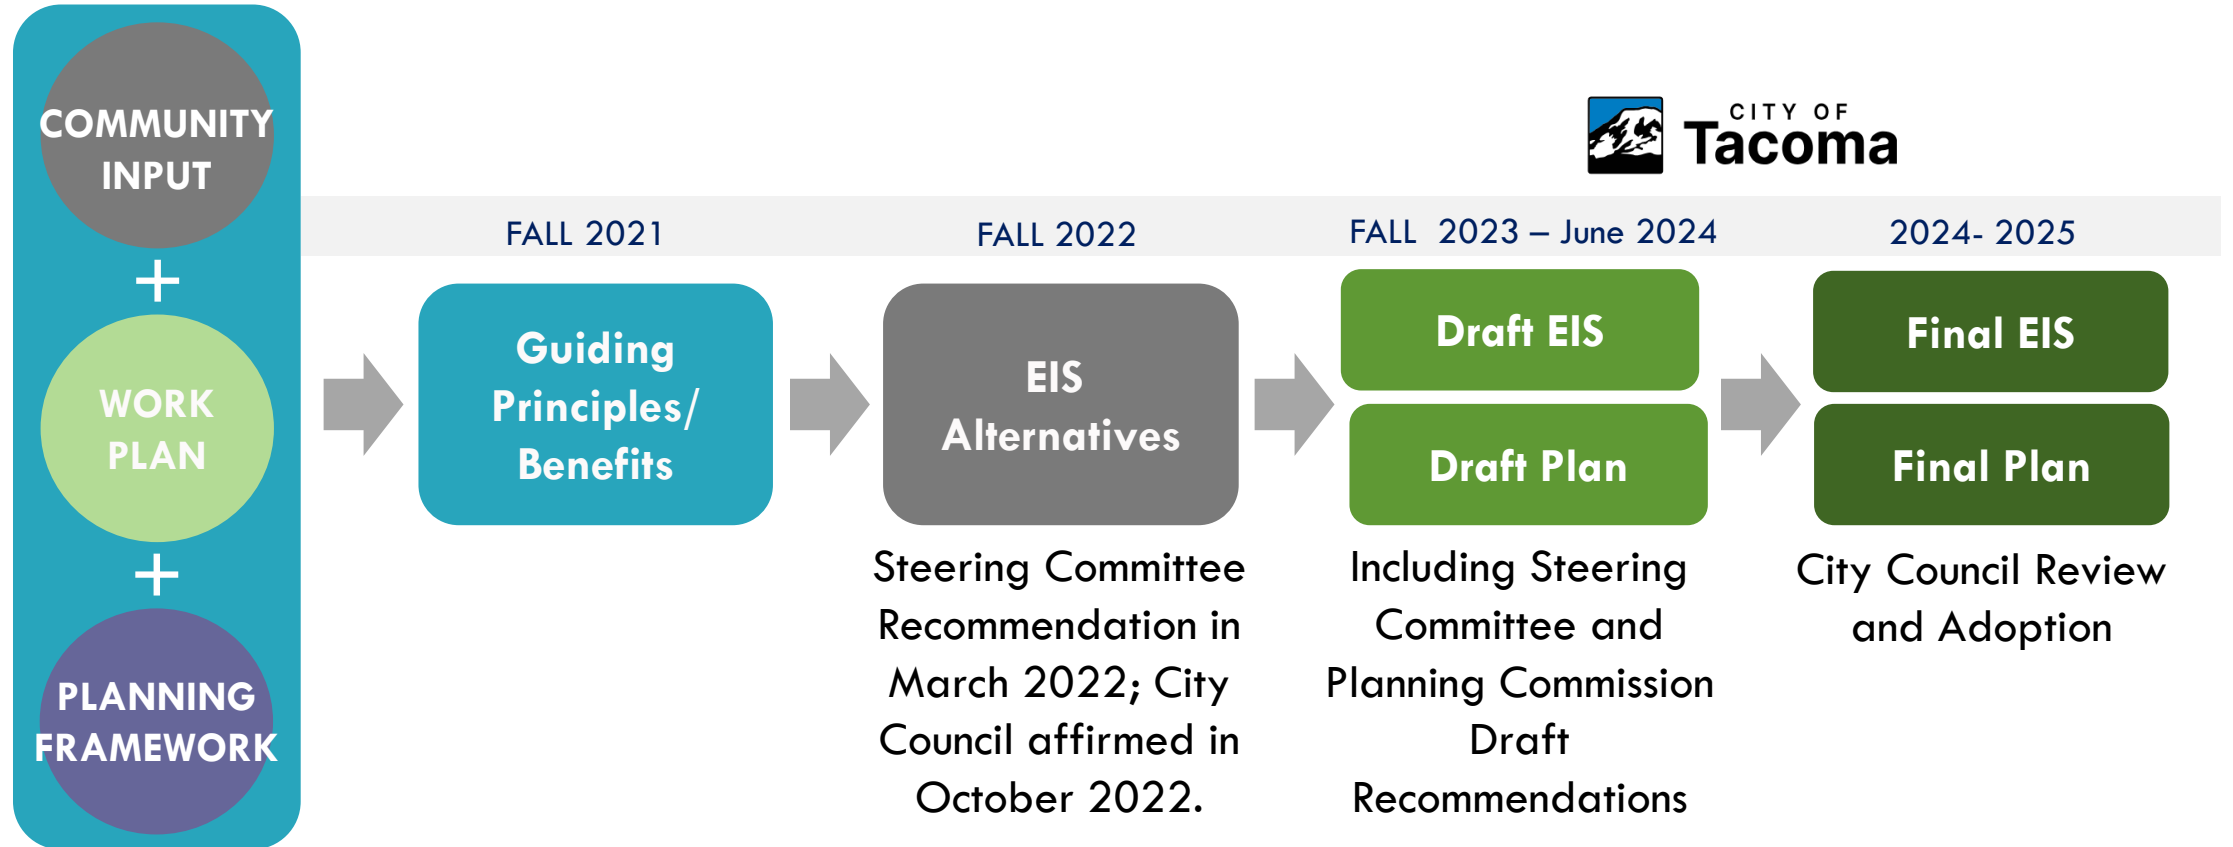 COMMUNITY
INPUT
+
WORK
PLAN
+
PLANNING
FRAMEWORK
CITY OF
Tacoma
FALL 2021
Guiding
Principles/
Benefits
FALL 2022
EIS
Alternatives
Steering Committee
Recommendation in
March 2022; City
Council affirmed in
October 2022.
FALL  2023 – June 2024
Draft EIS
Draft Plan
Including Steering
Committee and
Planning Commission
Draft
Recommendations
2024- 2025
Final EIS
Final Plan
City Council Review
and Adoption